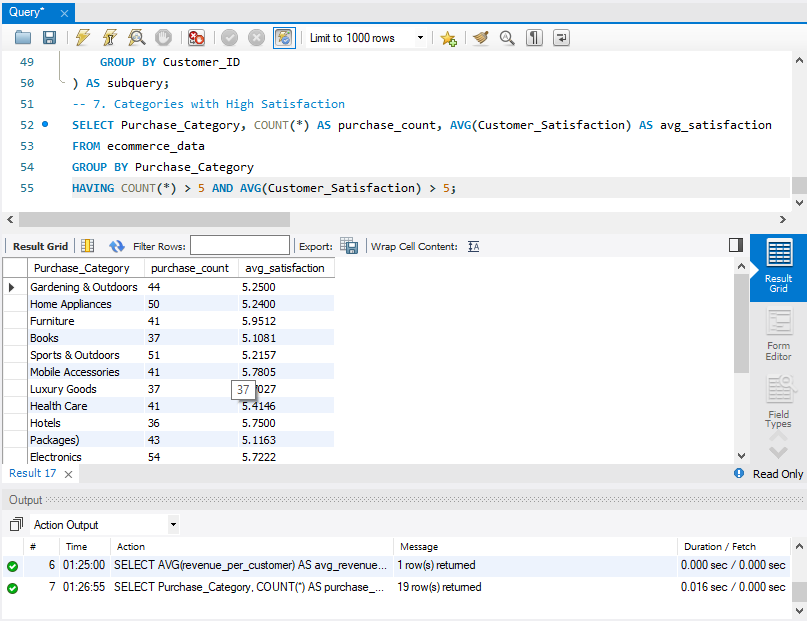 Query*
Limit to 1000 rows
49 GROUP BY Customer_ID
50 ) AS subquery;
51 -- 7. Categories with High Satisfaction
52 SELECT Purchase_Category, COUNT(*) AS purchase_count, AVG(Customer_Satisfaction) AS avg_satisfaction
53 FROM ecommerce_data
54 GROUP BY Purchase_Category
55 HAVING COUNT(*) > 5 AND AVG(Customer_Satisfaction) > 5;
Result Grid Filter Rows: Export: Wrap Cell Content:
Purchase_Category purchase_count avg_satisfaction
Gardening & Outdoors 44 5.2500
Home Appliances 50 5.2400
Furniture 41 5.9512
Books 37 5.1081
Sports & Outdoors 51 5.2157
Mobile Accessories 41 5.7805
Luxury Goods 37 37 7027
Health Care 41 5.4146
Hotels 36 5.7500
Packages) 43 5.1163
Electronics 54 5.7222
Result
Grid
Form
Editor
Field
Types
Result 17 Read Only
Output
Action Output
# Time Action Message Duration / Fetch
6 01:25:00 SELECT AVG(revenue_per_customer) AS avg_revenue... 1 row(s) returned 0.000 sec / 0.000 sec
7 01:26:55 SELECT Purchase_Category, COUNT(*) AS purchase_... 19 row(s) returned 0.016 sec / 0.000 sec